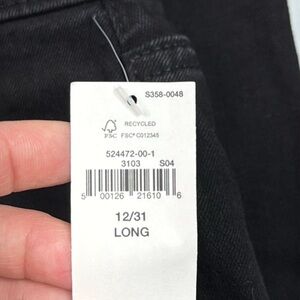 S358-0048
RECYCLED
FSC FSC® C012345
524472-00-1
3103 S04
5 00126 21610 6
12/31
LONG